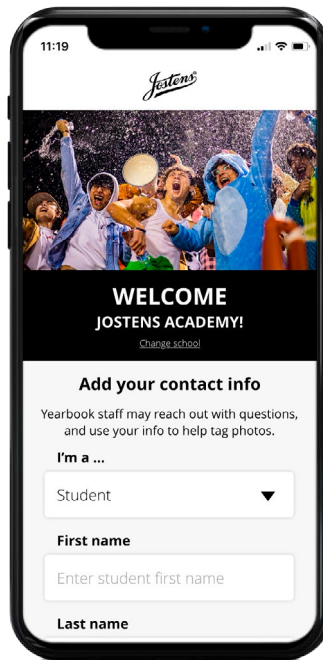 11:19
Jostens
WELCOME
JOSTENS ACADEMY!
Change school
Add your contact info
Yearbook staff may reach out with questions,
and use your info to help tag photos.
I'm a ...
Student
First name
Enter student first name
Last name